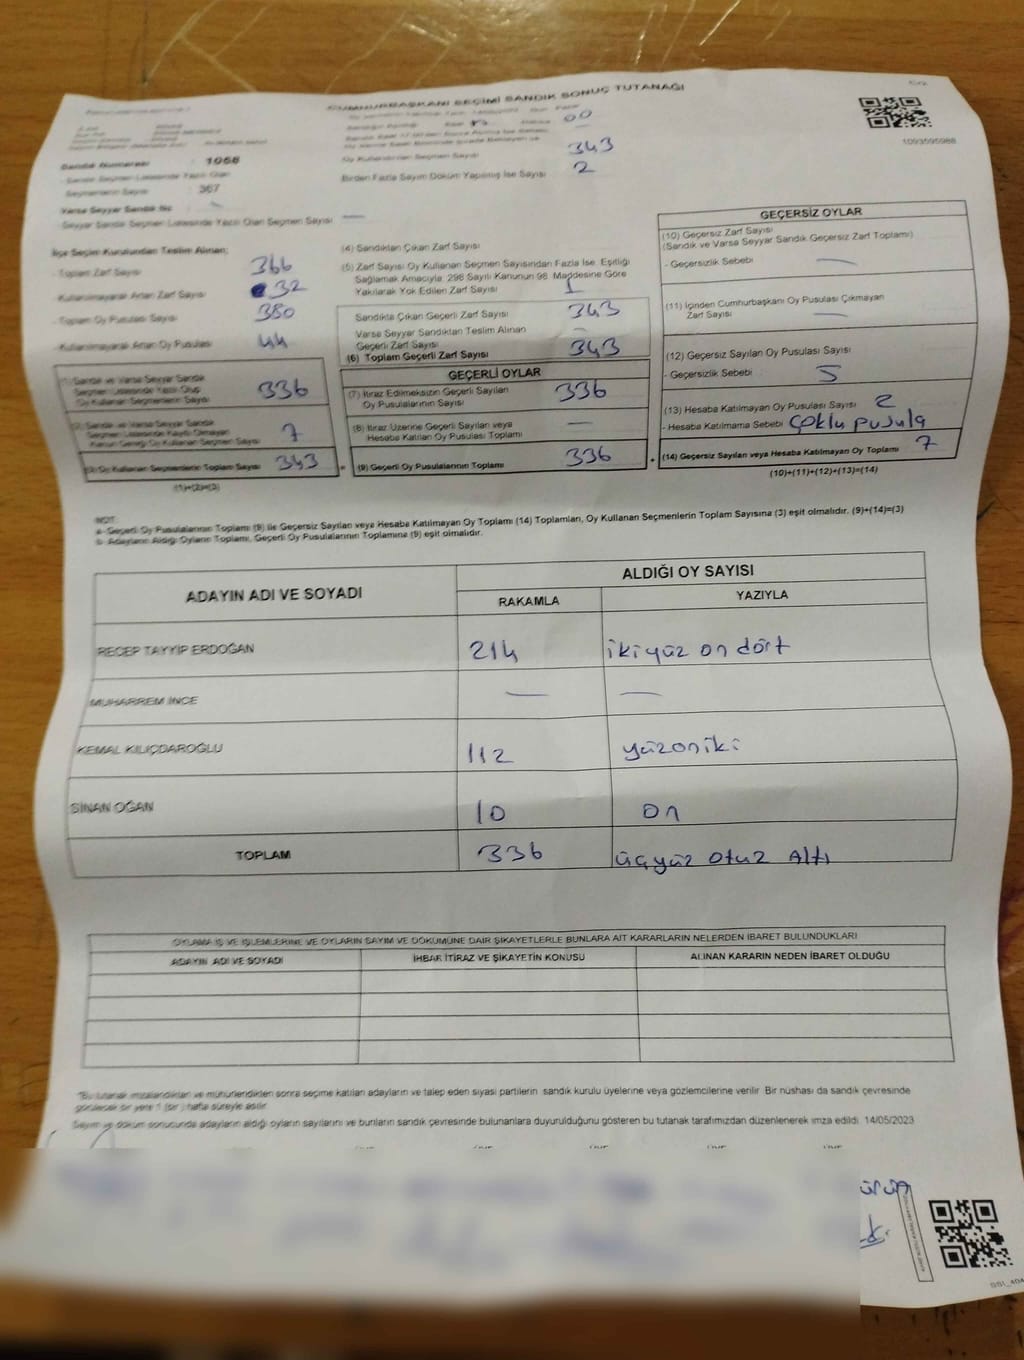 CUMHURBAŞKANI SEÇİMİ SANDIK SONUÇ TUTANAĞI
1093595988
00
Oy Kullandırılan Seçmen Sayısı 343
Birden Fazla Sayım Döküm Yapılmış İse Sayısı 2
Sandık Numarası : 1068
- Sandık Seçmen Listesinde Yazılı Olan
Seçmenlerin Sayısı : 367
Varsa Seyyar Sandık No —
- Seyyar Sandık Seçmen Listesinde Yazılı Olan Seçmen Sayısı —
İlçe Seçim Kurulundan Teslim Alınan;
- Toplam Zarf Sayısı 366
- Kullanılmayarak Artan Zarf Sayısı 32
- Toplam Oy Pusulası Sayısı 380
- Kullanılmayarak Artan Oy Pusulası 44
(1) Sandık ve Varsa Seyyar Sandık
Seçmen Listesinde Yazılı Olup
Oy Kullanan Seçmenlerin Sayısı 336
(2) Sandık ve Varsa Seyyar Sandık
Seçmen Listesinde Kayıtlı Olmayan
Kanun Gereği Oy Kullanan Seçmenlerin Sayısı 7
(3) Oy Kullanan Seçmenlerin Toplam Sayısı 343
(1)+(2)=(3)
(4) Sandıktan Çıkan Zarf Sayısı
(5) Zarf Sayısı Oy Kullanan Seçmen Sayısından Fazla İse, Eşitliği
Sağlamak Amacıyla, 298 Sayılı Kanunun 98. Maddesine Göre
Yakılarak Yok Edilen Zarf Sayısı 1
Sandıkta Çıkan Geçerli Zarf Sayısı 343
Varsa Seyyar Sandıktan Teslim Alınan
Geçerli Zarf Sayısı —
(6) Toplam Geçerli Zarf Sayısı 343
GEÇERLİ OYLAR
(7) İtiraz Edilmeksizin Geçerli Sayılan
Oy Pusulalarının Sayısı 336
(8) İtiraz Üzerine Geçerli Sayılan veya
Hesaba Katılan Oy Pusulası Toplamı —
= (9) Geçerli Oy Pusulalarının Toplamı 336 +
GEÇERSİZ OYLAR
(10) Geçersiz Zarf Sayısı
(Sandık ve Varsa Seyyar Sandık Geçersiz Zarf Toplamı)
- Geçersizlik Sebebi —
(11) İçinden Cumhurbaşkanı Oy Pusulası Çıkmayan
Zarf Sayısı —
(12) Geçersiz Sayılan Oy Pusulası Sayısı
- Geçersizlik Sebebi 5
(13) Hesaba Katılmayan Oy Pusulası Sayısı 2
- Hesaba Katılmama Sebebi Çoklu pusula
(14) Geçersiz Sayılan veya Hesaba Katılmayan Oy Toplamı 7
(10)+(11)+(12)+(13)=(14)
NOT:
a- Geçerli Oy Pusulalarının Toplamı (9) ile Geçersiz Sayılan veya Hesaba Katılmayan Oy Toplamı (14) Toplamları, Oy Kullanan Seçmenlerin Toplam Sayısına (3) eşit olmalıdır. (9)+(14)=(3)
b- Adayların Aldığı Oyların Toplamı, Geçerli Oy Pusulalarının Toplamına (9) eşit olmalıdır.
ADAYIN ADI VE SOYADI ALDIĞI OY SAYISI
RAKAMLA YAZIYLA
RECEP TAYYİP ERDOĞAN 214 ikiyüz on dört
MUHARREM İNCE — —
KEMAL KILIÇDAROĞLU 112 yüzoniki
SİNAN OĞAN 10 on
TOPLAM 336 üçyüz otuz Altı
OYLAMA İŞ VE İŞLEMLERİNE VE OYLARIN SAYIM VE DÖKÜMÜNE DAİR ŞİKAYETLERLE BUNLARA AİT KARARLARIN NELERDEN İBARET BULUNDUKLARI
ADAYIN ADI VE SOYADI İHBAR İTİRAZ VE ŞİKAYETİN KONUSU ALINAN KARARIN NEDEN İBARET OLDUĞU
*Bu tutanak imzalandıktan ve mühürlendikten sonra seçime katılan adayların ve talep eden siyasi partilerin sandık kurulu üyelerine veya gözlemcilerine verilir. Bir nüshası da sandık çevresinde
görülecek bir yere 1 (bir) hafta süreyle asılır.
Sayım ve döküm sonucunda adayların aldığı oyların sayılarını ve bunların sandık çevresinde bulunanlara duyurulduğunu gösteren bu tutanak tarafımızdan düzenlenerek imza edildi. 14/05/2023